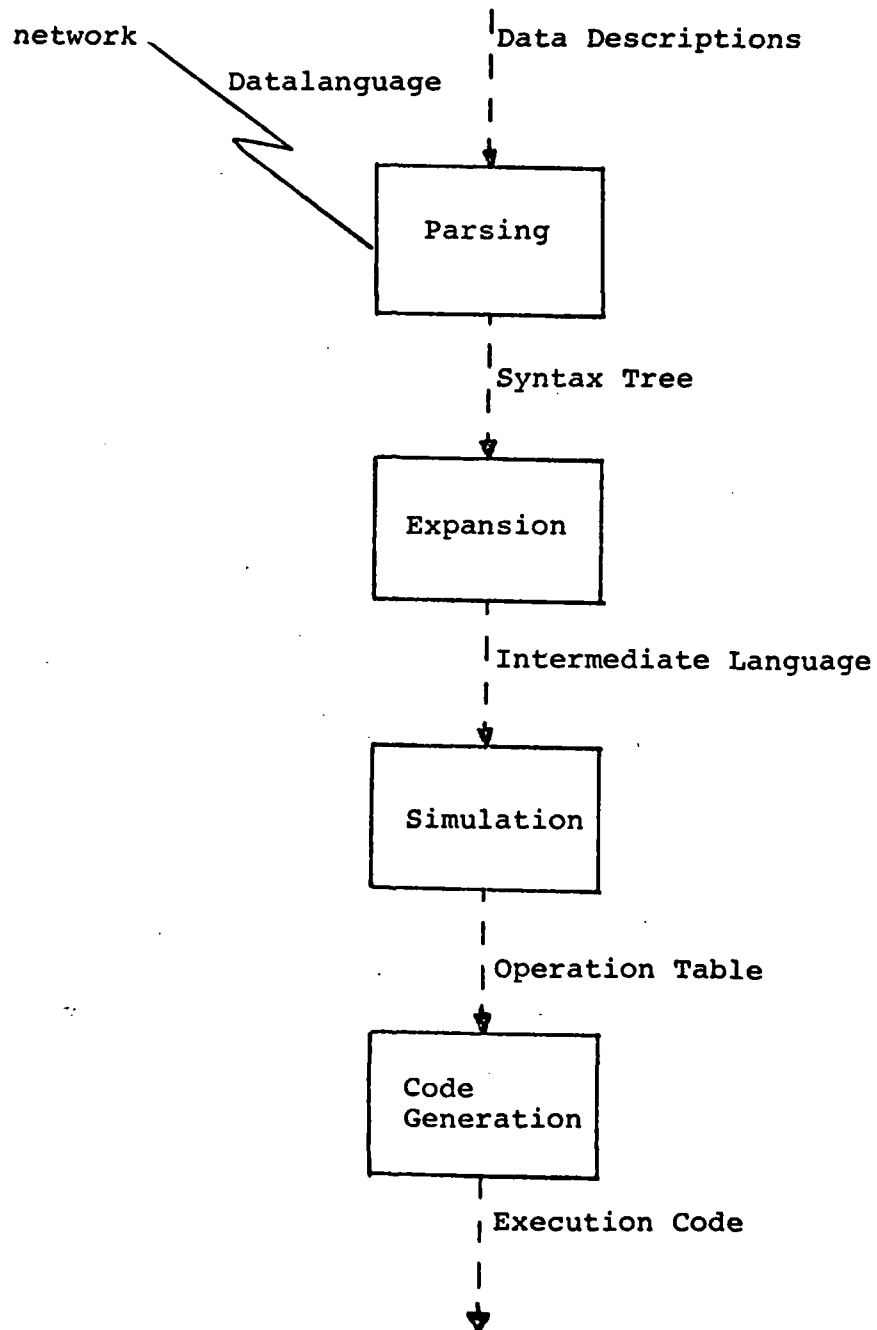 network
Data Descriptions
Datalanguage
Parsing
Syntax Tree
Expansion
Intermediate Language
Simulation
Operation Table
Code
Generation
Execution Code